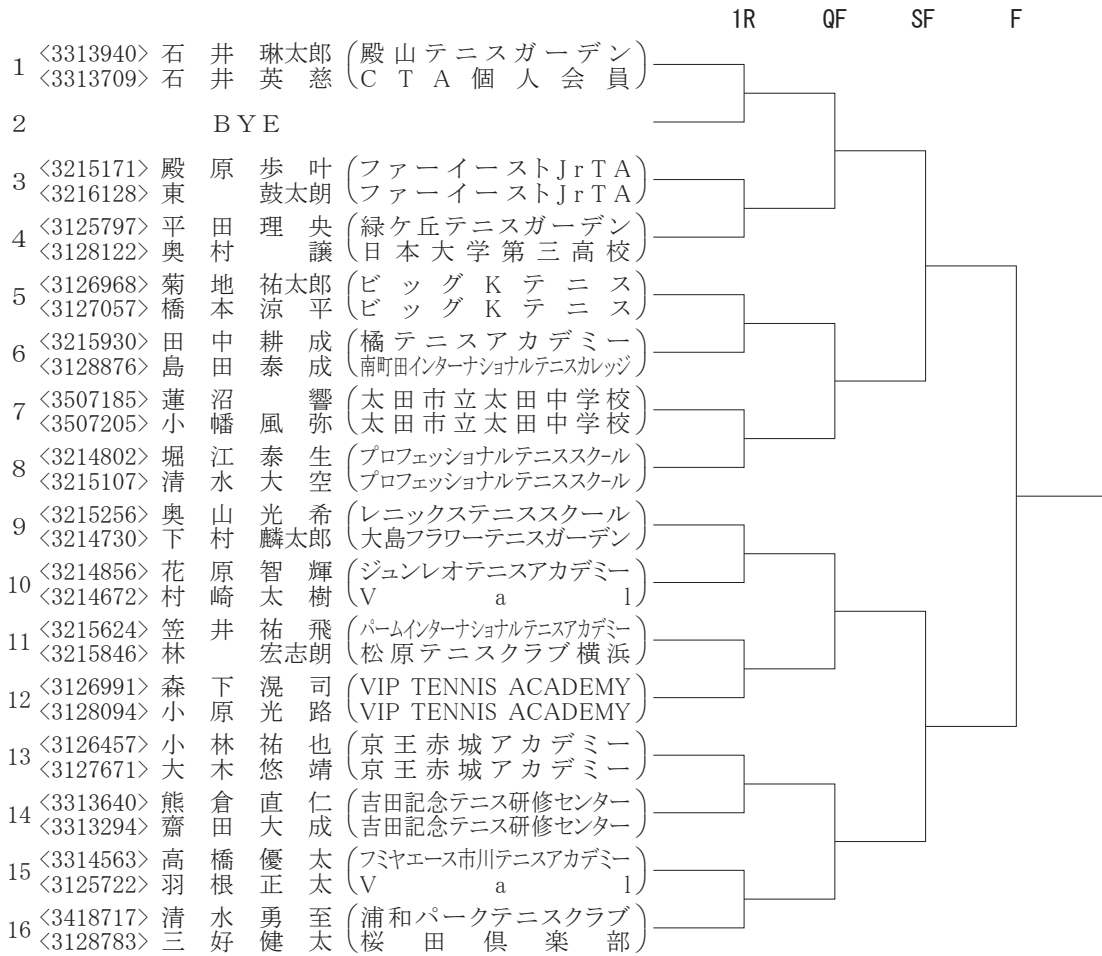 1R QF SF F
1 <3313940> 石井 琳太郎 (殿山テニスガーデン)
<3313709> 石井英慈 (CTA個人会員)
2 BYE
3 <3215171> 殿原歩叶 (ファーイーストJrTA)
<3216128> 東 鼓太朗 (ファーイーストJrTA)
4 <3125797> 平田理央 (緑ケ丘テニスガーデン)
<3128122> 奥村 譲 (日本大学第三高校)
5 <3126968> 菊地 祐太郎 (ビッグKテニス)
<3127057> 橋本涼平 (ビッグKテニス)
6 <3215930> 田中耕成 (橘テニスアカデミー)
<3128876> 島田泰成 (南町田インターナショナルテニスカレッジ)
7 <3507185> 蓮沼 響 (太田市立太田中学校)
<3507205> 小幡風弥 (太田市立太田中学校)
8 <3214802> 堀江泰生 (プロフェッショナルテニススクール)
<3215107> 清水大空 (プロフェッショナルテニススクール)
9 <3215256> 奥山光希 (レニックステニススクール)
<3214730> 下村 麟太郎 (大島フラワーテニスガーデン)
10 <3214856> 花原智輝 (ジュンレオテニスアカデミー)
<3214672> 村崎太樹 (Val)
11 <3215624> 笠井祐飛 (パームインターナショナルテニスアカデミー)
<3215846> 林 宏志朗 (松原テニスクラブ横浜)
12 <3126991> 森下滉司 (VIP TENNIS ACADEMY)
<3128094> 小原光路 (VIP TENNIS ACADEMY)
13 <3126457> 小林祐也 (京王赤城アカデミー)
<3127671> 大木悠靖 (京王赤城アカデミー)
14 <3313640> 熊倉直仁 (吉田記念テニス研修センター)
<3313294> 齋田大成 (吉田記念テニス研修センター)
15 <3314563> 高橋優太 (フミヤエース市川テニスアカデミー)
<3125722> 羽根正太 (Val)
16 <3418717> 清水勇至 (浦和パークテニスクラブ)
<3128783> 三好健太 (桜田倶楽部)